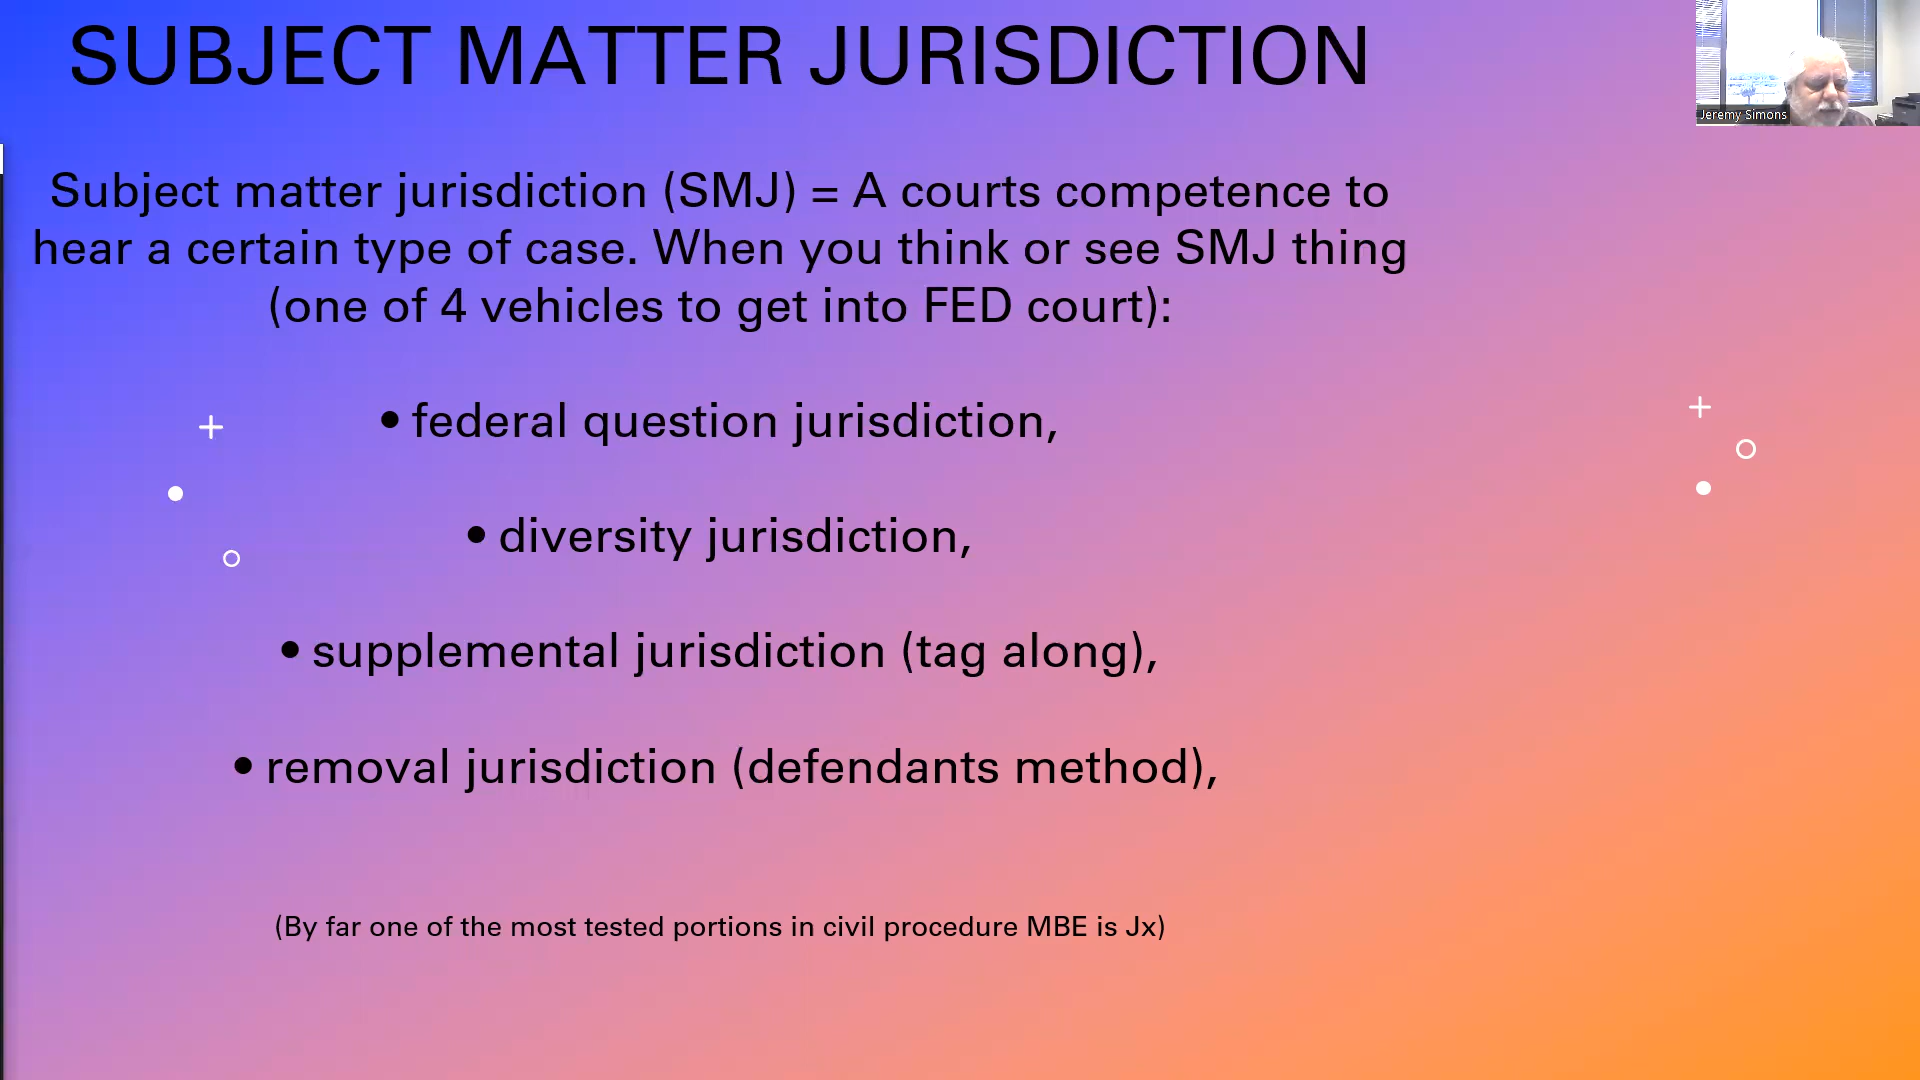 SUBJECT MATTER JURISDICTION
Jeremy Simons
Subject matter jurisdiction (SMJ) = A courts competence to
hear a certain type of case. When you think or see SMJ thing
(one of 4 vehicles to get into FED court):
• federal question jurisdiction,
• diversity jurisdiction,
• supplemental jurisdiction (tag along),
• removal jurisdiction (defendants method),
(By far one of the most tested portions in civil procedure MBE is Jx)